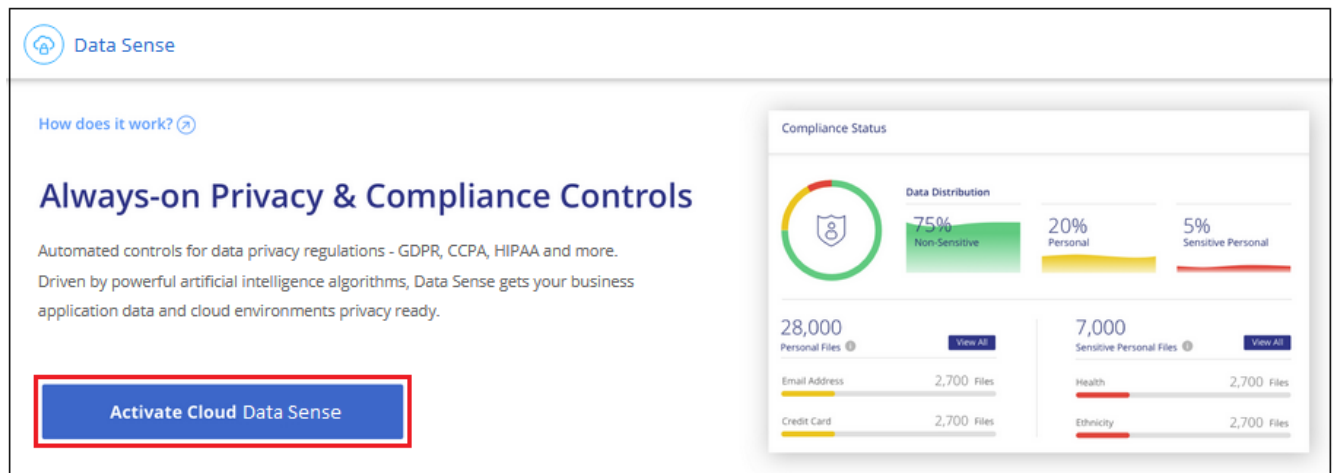 Data Sense
How does it work?
Always-on Privacy & Compliance Controls
Automated controls for data privacy regulations - GDPR, CCPA, HIPAA and more.
Driven by powerful artificial intelligence algorithms, Data Sense gets your business
application data and cloud environments privacy ready.
Activate Cloud Data Sense
Compliance Status
Data Distribution
75%
Non-Sensitive
20%
Personal
5%
Sensitive Personal
28,000
Personal Files
View All
Email Address 2,700 Files
Credit Card 2,700 Files
7,000
Sensitive Personal Files
View All
Health 2,700 Files
Ethnicity 2,700 Files